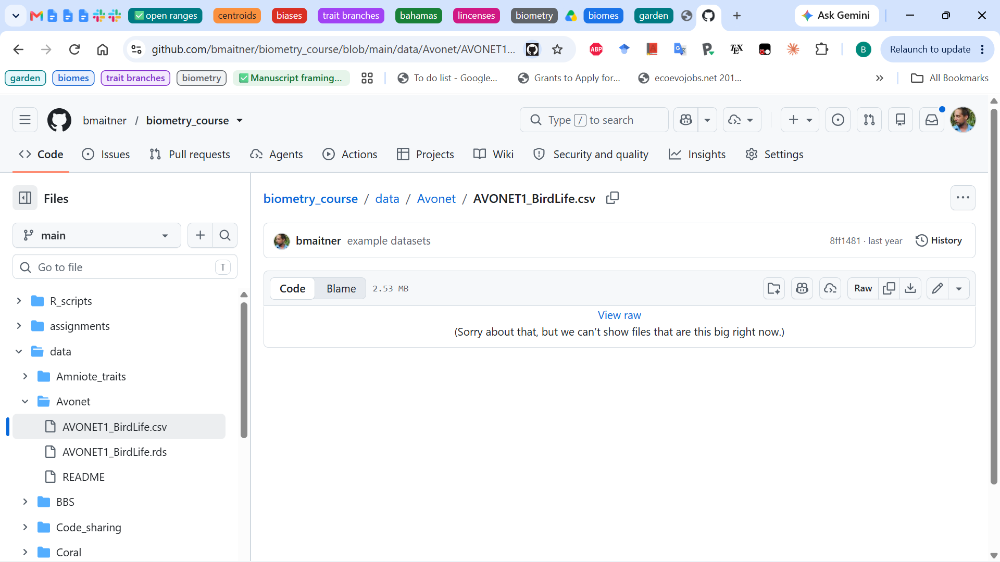 open ranges
centroids
biases
trait branches
bahamas
lincenses
biometry
biomes
garden
Ask Gemini
github.com/bmaitner/biometry_course/blob/main/data/Avonet/AVONET1...
ABP
TEX
B
Relaunch to update
garden
biomes
trait branches
biometry
Manuscript framing...
To do list - Google...
Grants to Apply for...
ecoevojobs.net 201...
All Bookmarks
bmaitner / biometry_course
Type / to search
Code
Issues
Pull requests
Agents
Actions
Projects
Wiki
Security and quality
Insights
Settings
Files
main
Go to file
T
R_scripts
assignments
data
Amniote_traits
Avonet
AVONET1_BirdLife.csv
AVONET1_BirdLife.rds
README
BBS
Code_sharing
Coral
biometry_course / data / Avonet / AVONET1_BirdLife.csv
bmaitner example datasets
8ff1481 · last year
History
Code
Blame
2.53 MB
Raw
View raw
(Sorry about that, but we can’t show files that are this big right now.)